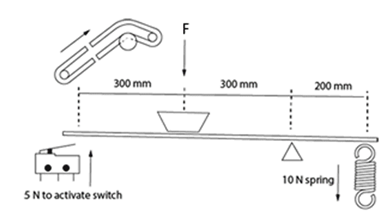 F
300 mm
300 mm
200 mm
10 N spring
5 N to activate switch